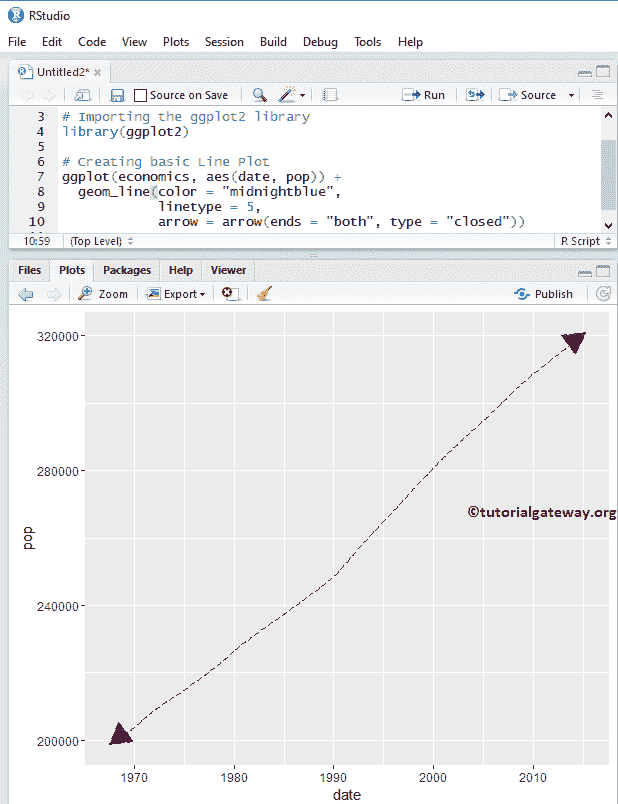 RStudio
File Edit Code View Plots Session Build Debug Tools Help
Untitled2*
Source on Save Run Source
3 # Importing the ggplot2 library
4 library(ggplot2)
5
6 # Creating basic Line Plot
7 ggplot(economics, aes(date, pop)) +
8 geom_line(color = "midnightblue",
9 linetype = 5,
10 arrow = arrow(ends = "both", type = "closed"))
10:59 (Top Level) R Script
Files Plots Packages Help Viewer
Zoom Export Publish
320000
280000
©tutorialgateway.org
pop
240000
200000
1970 1980 1990 2000 2010
date